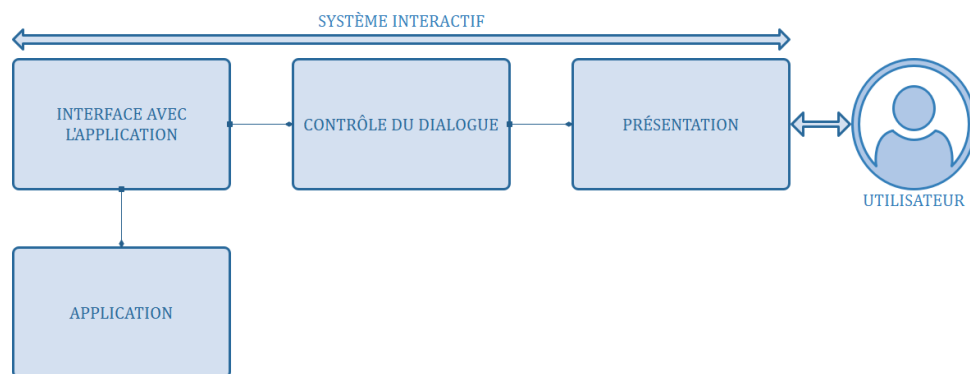 SYSTÈME INTERACTIF
INTERFACE AVEC
L'APPLICATION
CONTRÔLE DU DIALOGUE
PRÉSENTATION
UTILISATEUR
APPLICATION